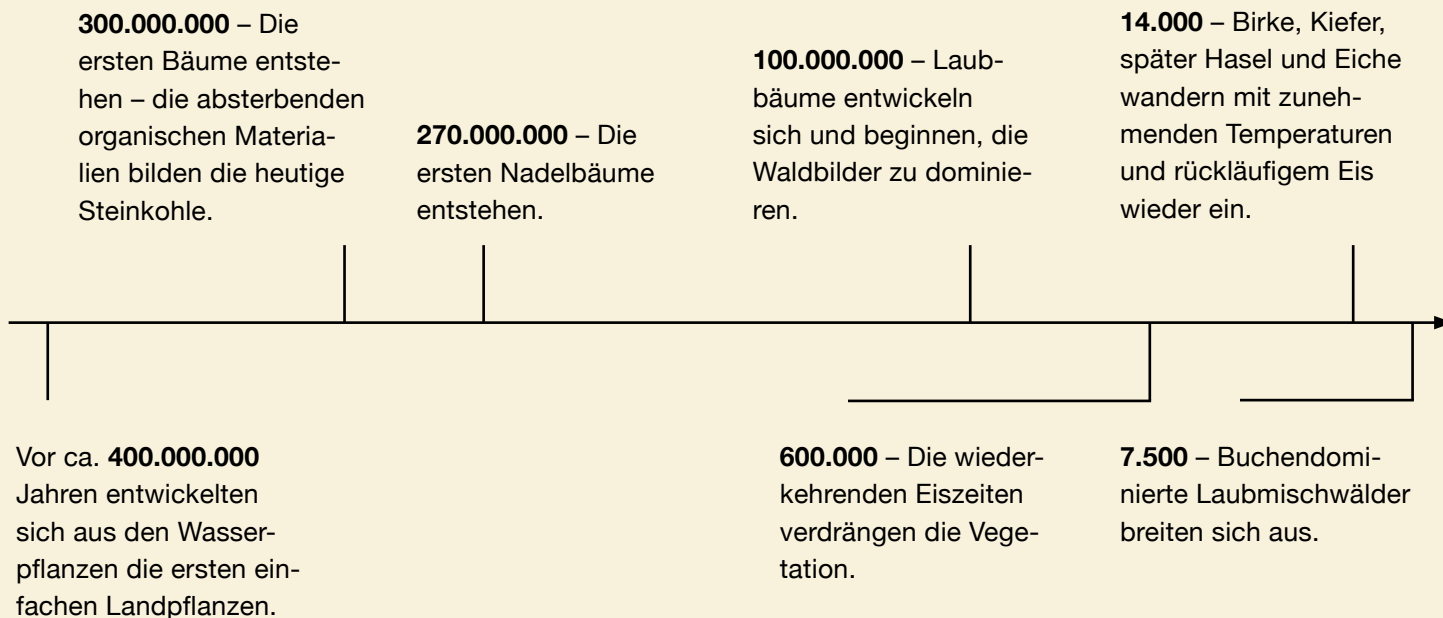 300.000.000 – Die
ersten Bäume entste-
hen – die absterbenden
organischen Materia-
lien bilden die heutige
Steinkohle.
270.000.000 – Die
ersten Nadelbäume
entstehen.
100.000.000 – Laub-
bäume entwickeln
sich und beginnen, die
Waldbilder zu dominie-
ren.
14.000 – Birke, Kiefer,
später Hasel und Eiche
wandern mit zuneh-
menden Temperaturen
und rückläufigem Eis
wieder ein.
Vor ca. 400.000.000
Jahren entwickelten
sich aus den Wasser-
pflanzen die ersten ein-
fachen Landpflanzen.
600.000 – Die wieder-
kehrenden Eiszeiten
verdrängen die Vege-
tation.
7.500 – Buchendomi-
nierte Laubmischwälder
breiten sich aus.